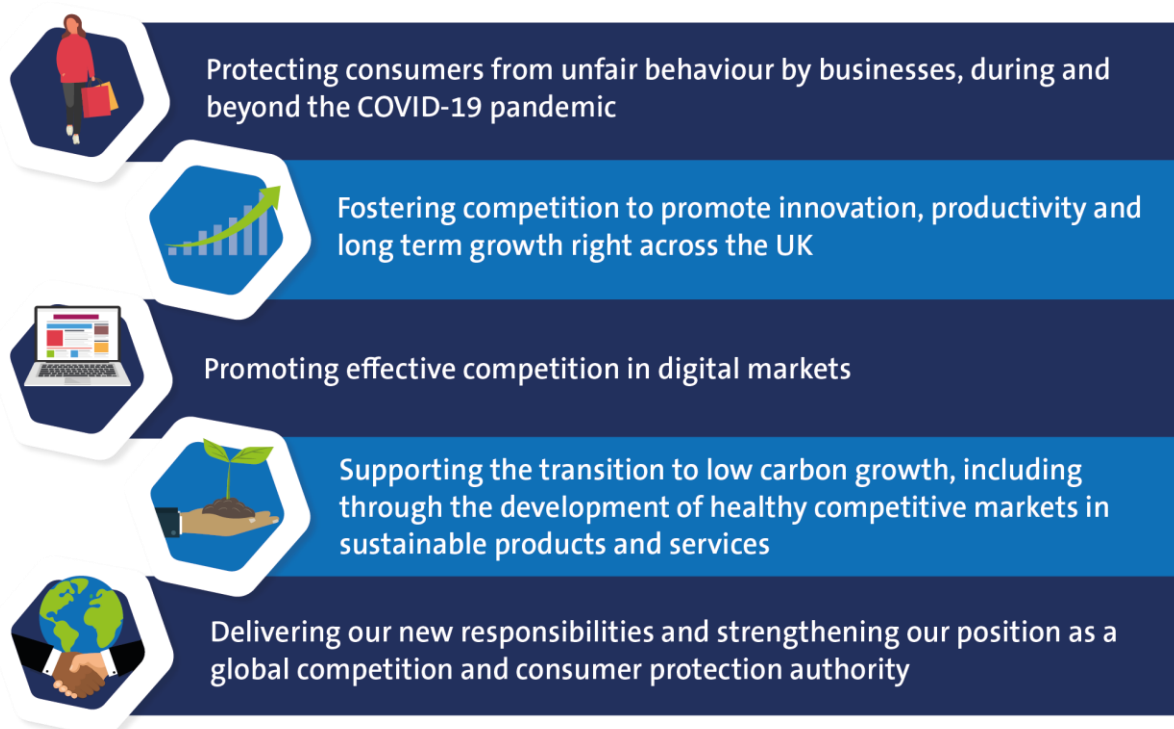 Protecting consumers from unfair behaviour by businesses, during and
beyond the COVID-19 pandemic
Fostering competition to promote innovation, productivity and
long term growth right across the UK
Promoting effective competition in digital markets
Supporting the transition to low carbon growth, including
through the development of healthy competitive markets in
sustainable products and services
Delivering our new responsibilities and strengthening our position as a
global competition and consumer protection authority